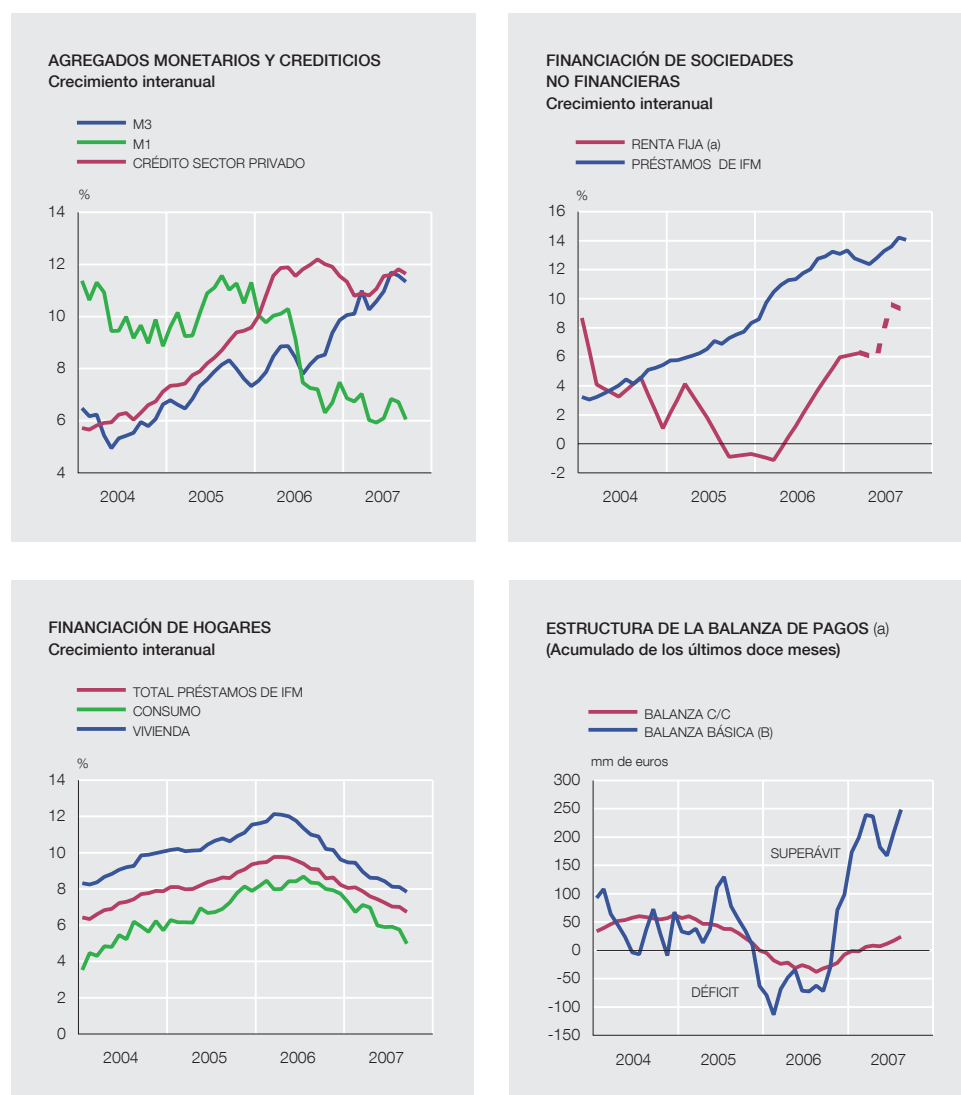 AGREGADOS MONETARIOS Y CREDITICIOS
Crecimiento interanual
M3
M1
CRÉDITO SECTOR PRIVADO
%
14
12
10
8
6
4
2004 2005 2006 2007
FINANCIACIÓN DE SOCIEDADES
NO FINANCIERAS
Crecimiento interanual
RENTA FIJA (a)
PRÉSTAMOS DE IFM
%
16
14
12
10
8
6
4
2
0
-2
2004 2005 2006 2007
FINANCIACIÓN DE HOGARES
Crecimiento interanual
TOTAL PRÉSTAMOS DE IFM
CONSUMO
VIVIENDA
%
14
12
10
8
6
4
2
0
2004 2005 2006 2007
ESTRUCTURA DE LA BALANZA DE PAGOS (a)
(Acumulado de los últimos doce meses)
BALANZA C/C
BALANZA BÁSICA (B)
mm de euros
300
250
200
150
100
50
0
-50
-100
-150
SUPERÁVIT
DÉFICIT
2004 2005 2006 2007